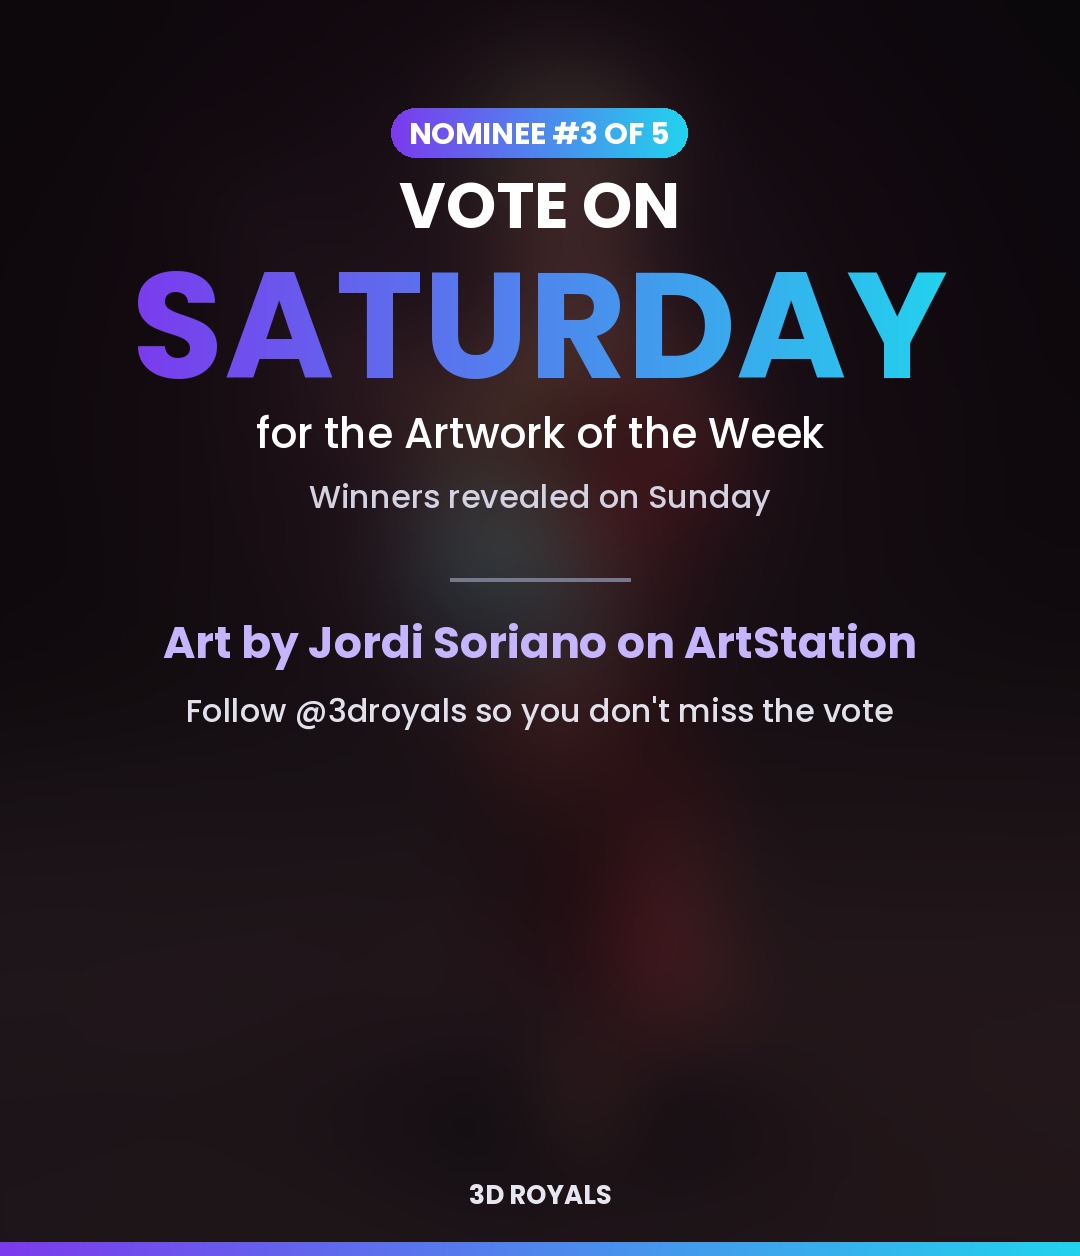 NOMINEE #3 OF 5
VOTE ON
SATURDAY
for the Artwork of the Week
Winners revealed on Sunday
Art by Jordi Soriano on ArtStation
Follow @3droyals so you don't miss the vote
3D ROYALS